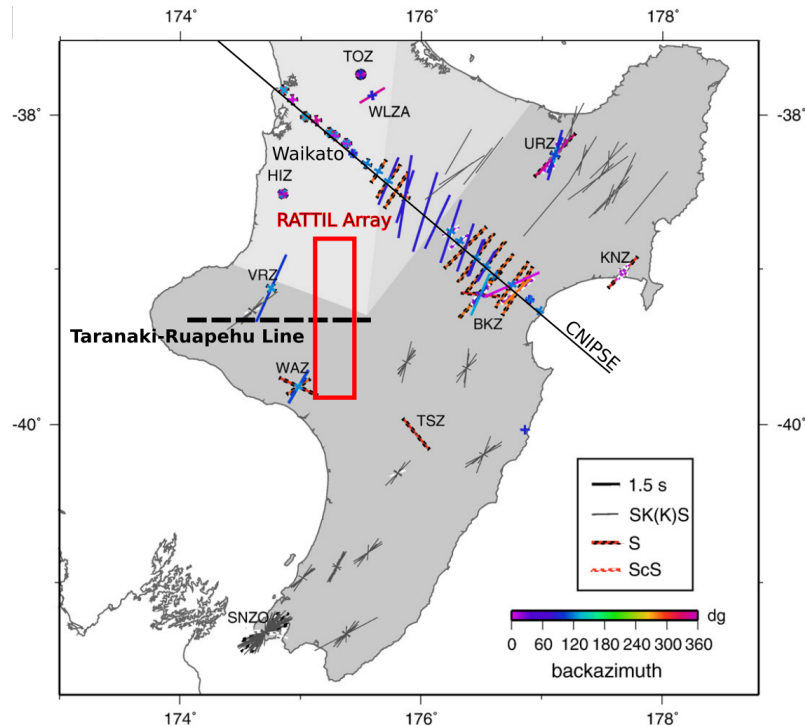 174˚
176˚
178˚
TOZ
-38˚
-38˚
WLZA
URZ
Waikato
HIZ
RATTIL Array
KNZ
VRZ
BKZ
Taranaki-Ruapehu Line
CNIPSE
WAZ
-40˚
-40˚
TSZ
1.5 s
SK(K)S
S
ScS
SNZO
dg
0 60 120 180 240 300 360
backazimuth
174˚
176˚
178˚